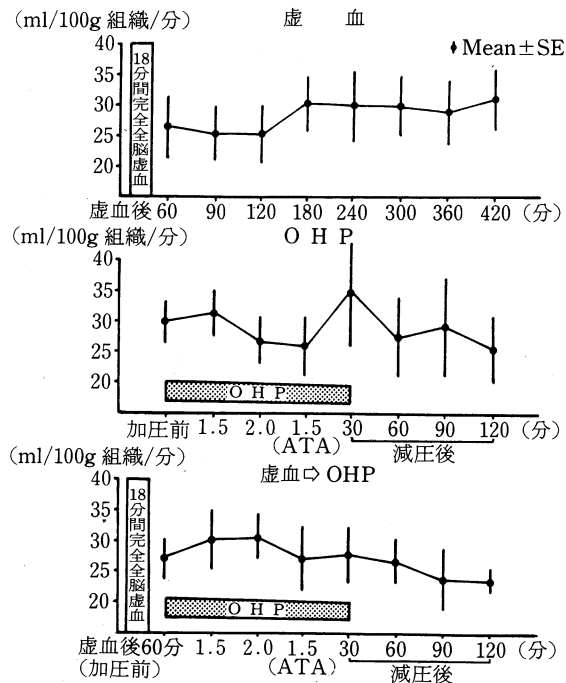 (ml/100g 組織/分)
虚 血
Mean±SE
40
35
30
25
20
18分間完全全脳虚血
虚血後 60 90 120 180 240 300 360 420 (分)
(ml/100g 組織/分)
O H P
40
35
30
25
20
O H P
加圧前 1.5 2.0 1.5 30 60 90 120 (分)
(ATA) 減圧後
(ml/100g 組織/分)
虚血⇨OHP
40
35
30
25
20
18分間完全全脳虚血
O H P
虚血後60分 1.5 2.0 1.5 30 60 90 120 (分)
(加圧前) (ATA) 減圧後